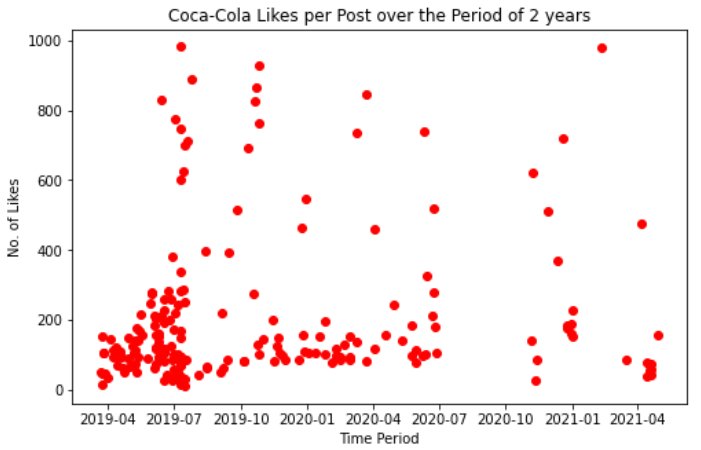 Coca-Cola Likes per Post over the Period of 2 years
No. of Likes
1000
800
600
400
200
0
2019-04 2019-07 2019-10 2020-01 2020-04 2020-07 2020-10 2021-01 2021-04
Time Period